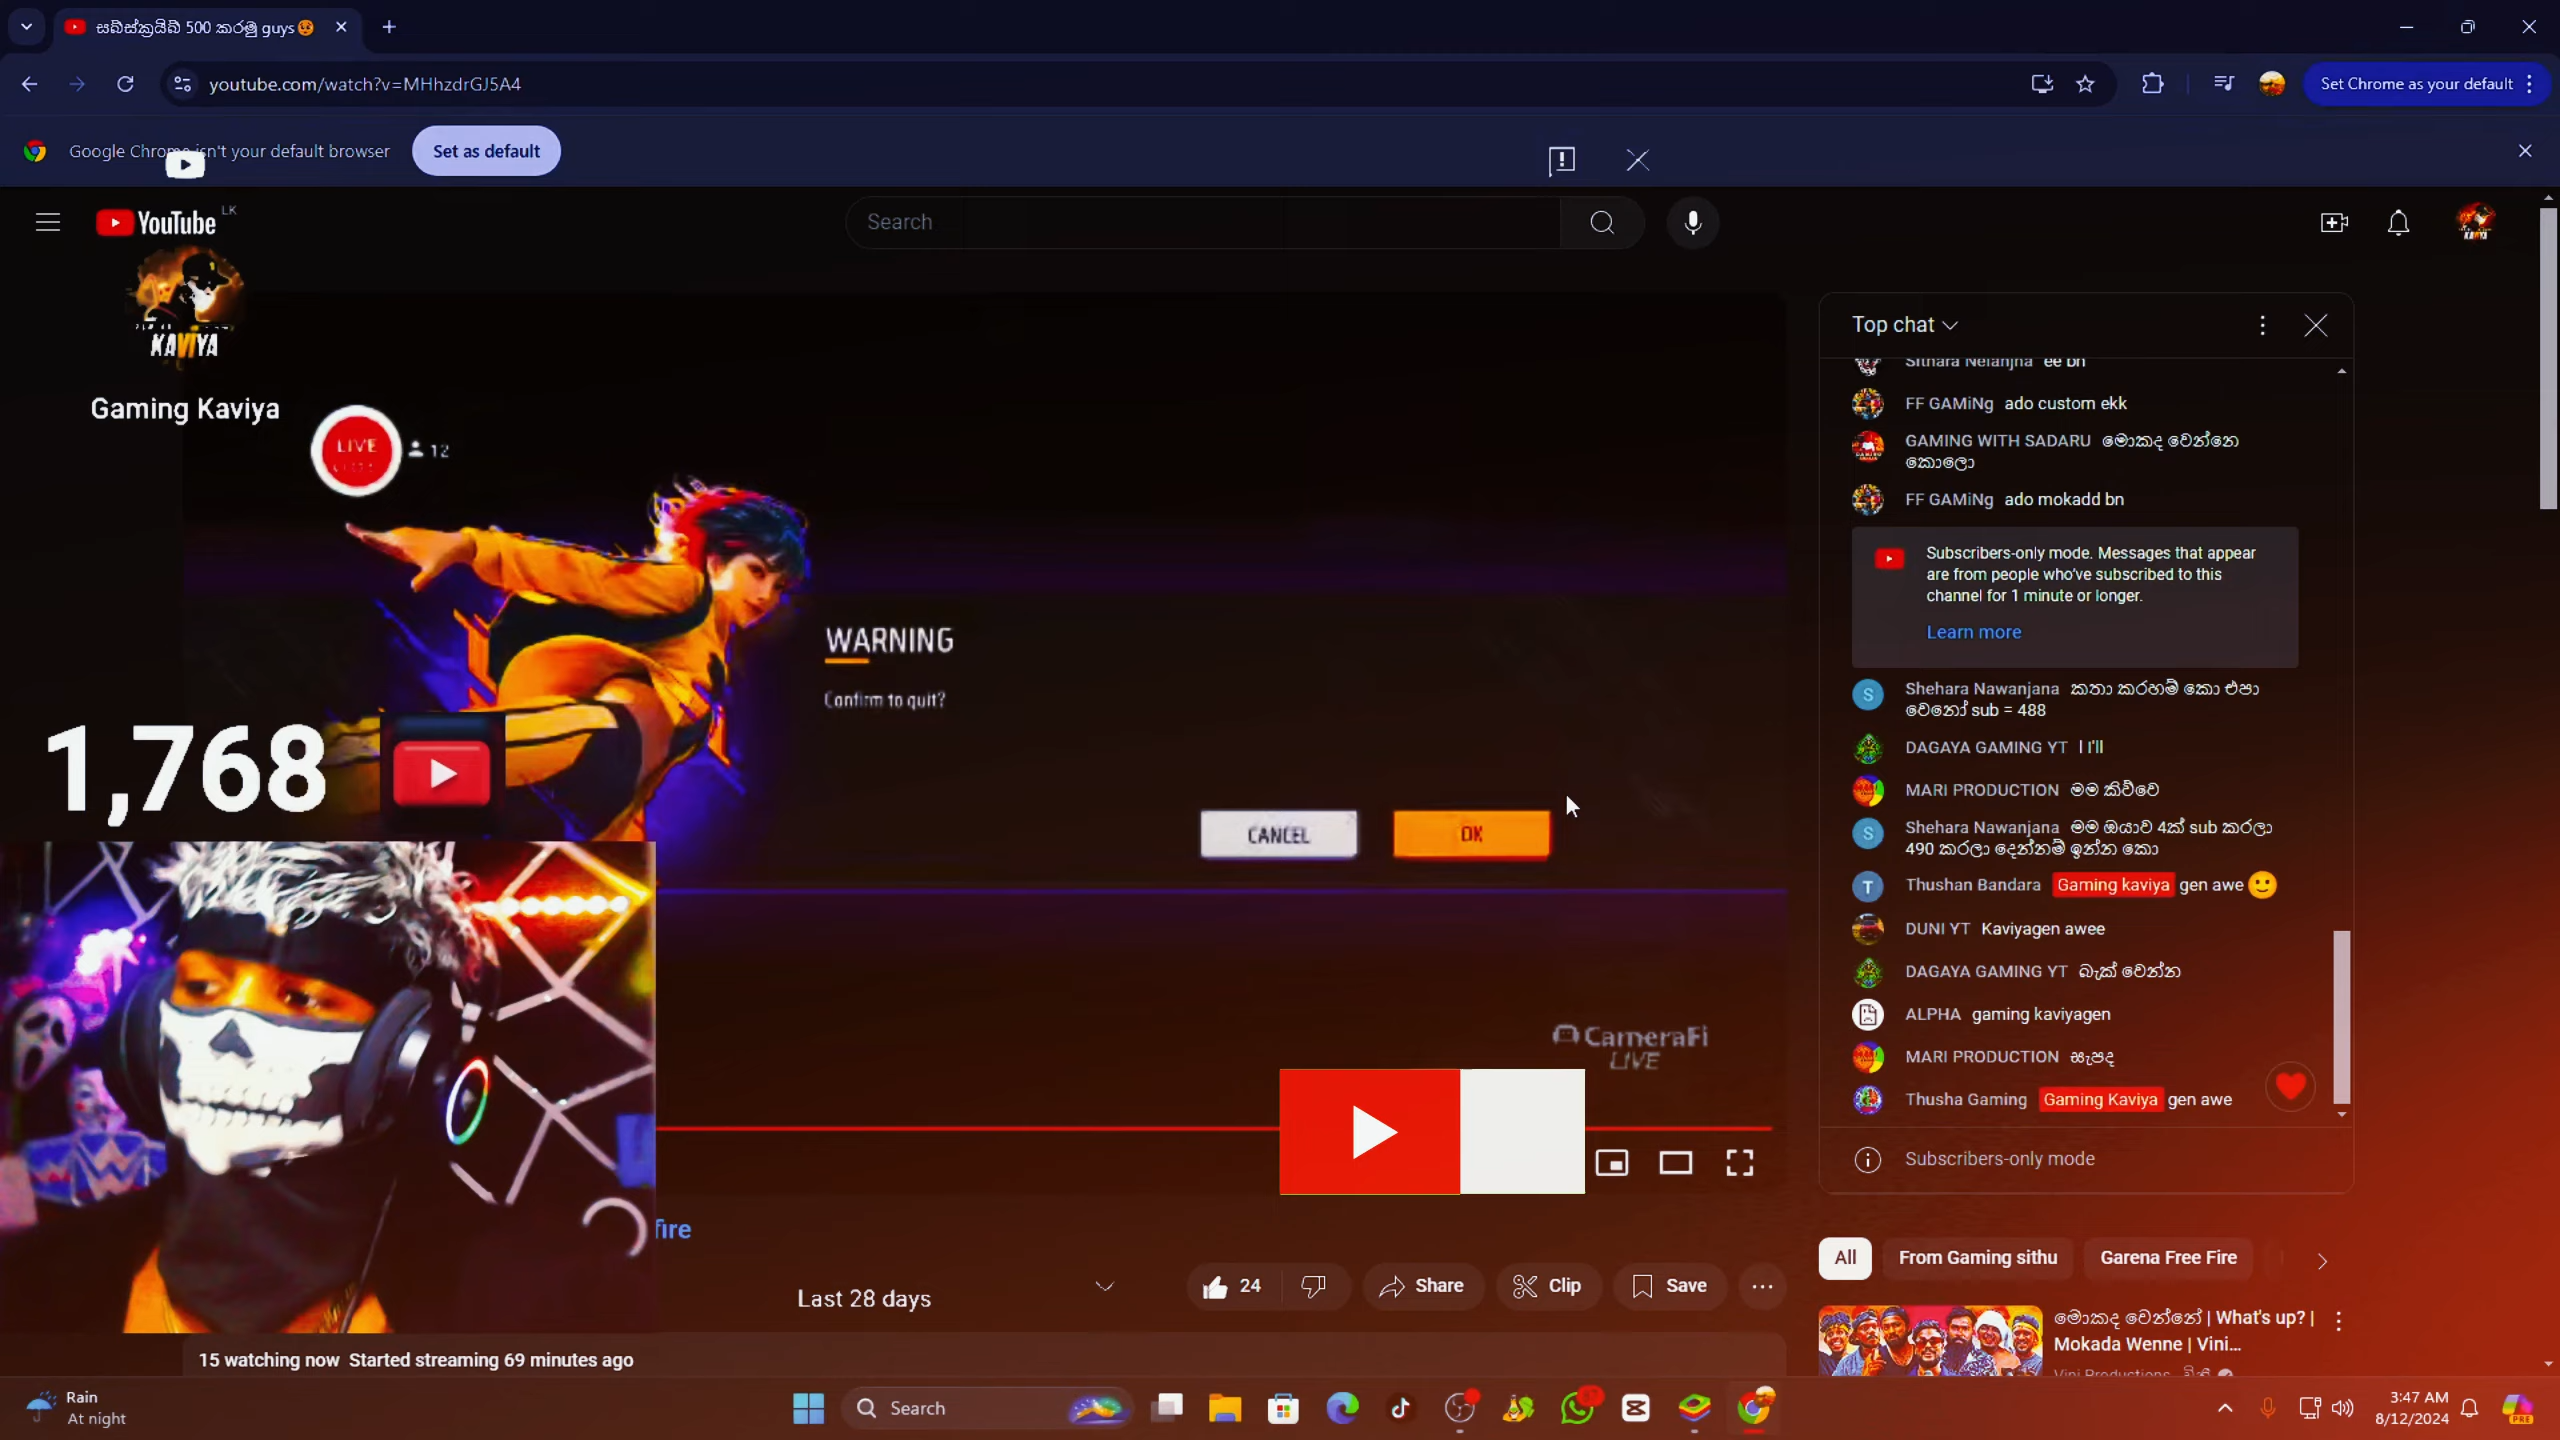 සබ්ස්ක්‍රයිබ් 500 කරමු guys
youtube.com/watch?v=MHhzdrGJ5A4
Set Chrome as your default
Google Chrome isn't your default browser
Set as default
YouTube LK
Search
KAVIYA
Gaming Kaviya
LIVE
12
WARNING
Confirm to quit?
CANCEL
OK
1,768
CameraFi
LIVE
fire
Last 28 days
24
Share
Clip
Save
15 watching now Started streaming 69 minutes ago
Top chat
Sithara Nelanjna ee bn
FF GAMiNg ado custom ekk
GAMING WITH SADARU මොකද වෙන්නෙ
කොලො
FF GAMiNg ado mokadd bn
Subscribers-only mode. Messages that appear
are from people who've subscribed to this
channel for 1 minute or longer.
Learn more
Shehara Nawanjana කතා කරහම් කො එපා
වෙනෝ sub = 488
DAGAYA GAMING YT I I'll
MARI PRODUCTION මම කිව්වෙ
Shehara Nawanjana මම ඔයාව 4ක් sub කරලා
490 කරලා දෙන්නම් ඉන්න කො
Thushan Bandara Gaming kaviya gen awe
DUNI YT Kaviyagen awee
DAGAYA GAMING YT බැක් වෙන්න
ALPHA gaming kaviyagen
MARI PRODUCTION සැපද
Thusha Gaming Gaming Kaviya gen awe
Subscribers-only mode
All
From Gaming sithu
Garena Free Fire
මොකද වෙන්නේ | What's up? |
Mokada Wenne | Vini...
Vini Productions
Rain
At night
Search
3:47 AM
8/12/2024
PRE